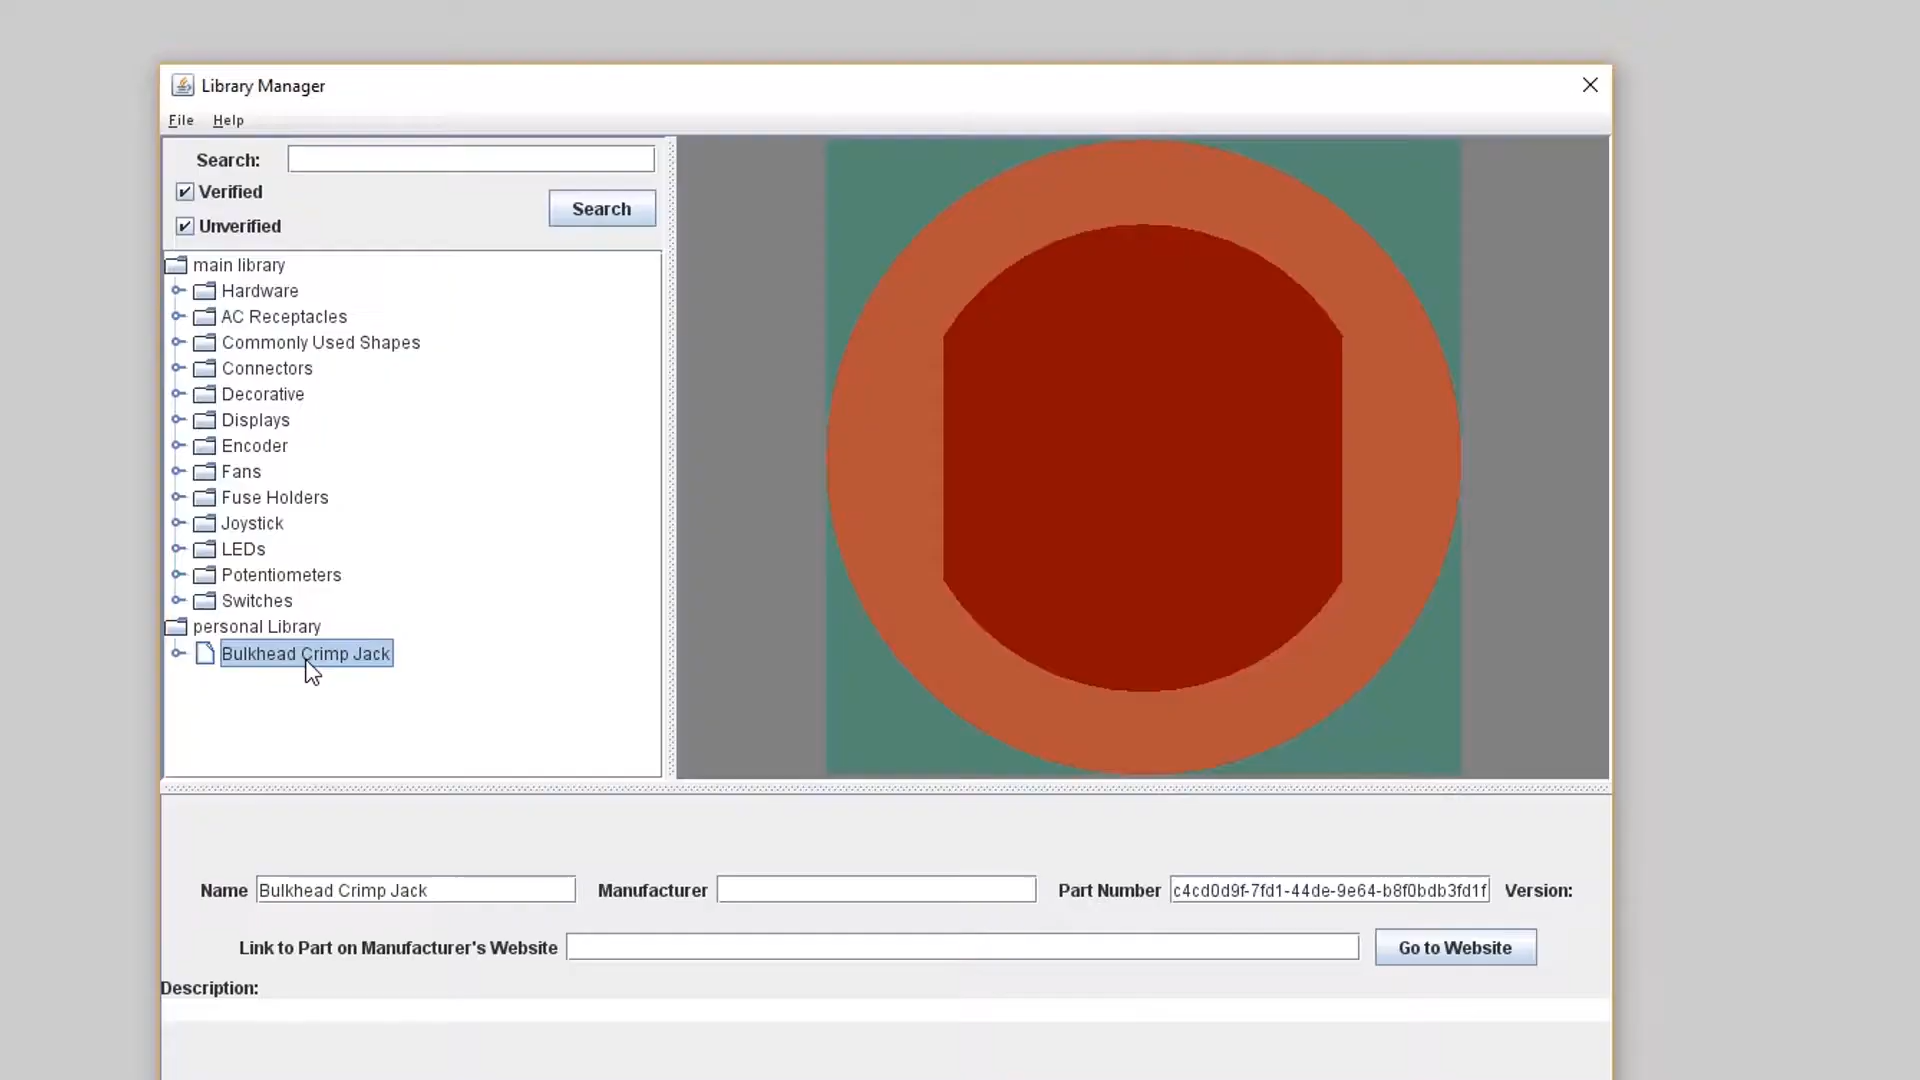 Library Manager
File Help
Search:
Verified
Search
Unverified
main library
Hardware
AC Receptacles
Commonly Used Shapes
Connectors
Decorative
Displays
Encoder
Fans
Fuse Holders
Joystick
LEDs
Potentiometers
Switches
personal Library
Bulkhead Crimp Jack
Name Bulkhead Crimp Jack Manufacturer Part Number c4cd0d9f-7fd1-44de-9e64-b8f0bdb3fd1f Version:
Link to Part on Manufacturer's Website Go to Website
Description: